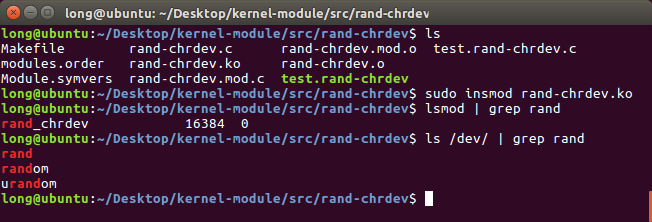 long@ubuntu: ~/Desktop/kernel-module/src/rand-chrdev
long@ubuntu:~/Desktop/kernel-module/src/rand-chrdev$ ls
Makefile        rand-chrdev.c      rand-chrdev.mod.o  test.rand-chrdev.c
modules.order   rand-chrdev.ko     rand-chrdev.o
Module.symvers  rand-chrdev.mod.c  test.rand-chrdev
long@ubuntu:~/Desktop/kernel-module/src/rand-chrdev$ sudo insmod rand-chrdev.ko
long@ubuntu:~/Desktop/kernel-module/src/rand-chrdev$ lsmod | grep rand
rand_chrdev            16384  0
long@ubuntu:~/Desktop/kernel-module/src/rand-chrdev$ ls /dev/ | grep rand
rand
random
urandom
long@ubuntu:~/Desktop/kernel-module/src/rand-chrdev$